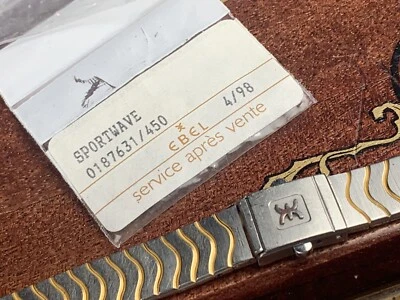 SPORTWAVE
0187631/450 4/98
EBEL
service après vente